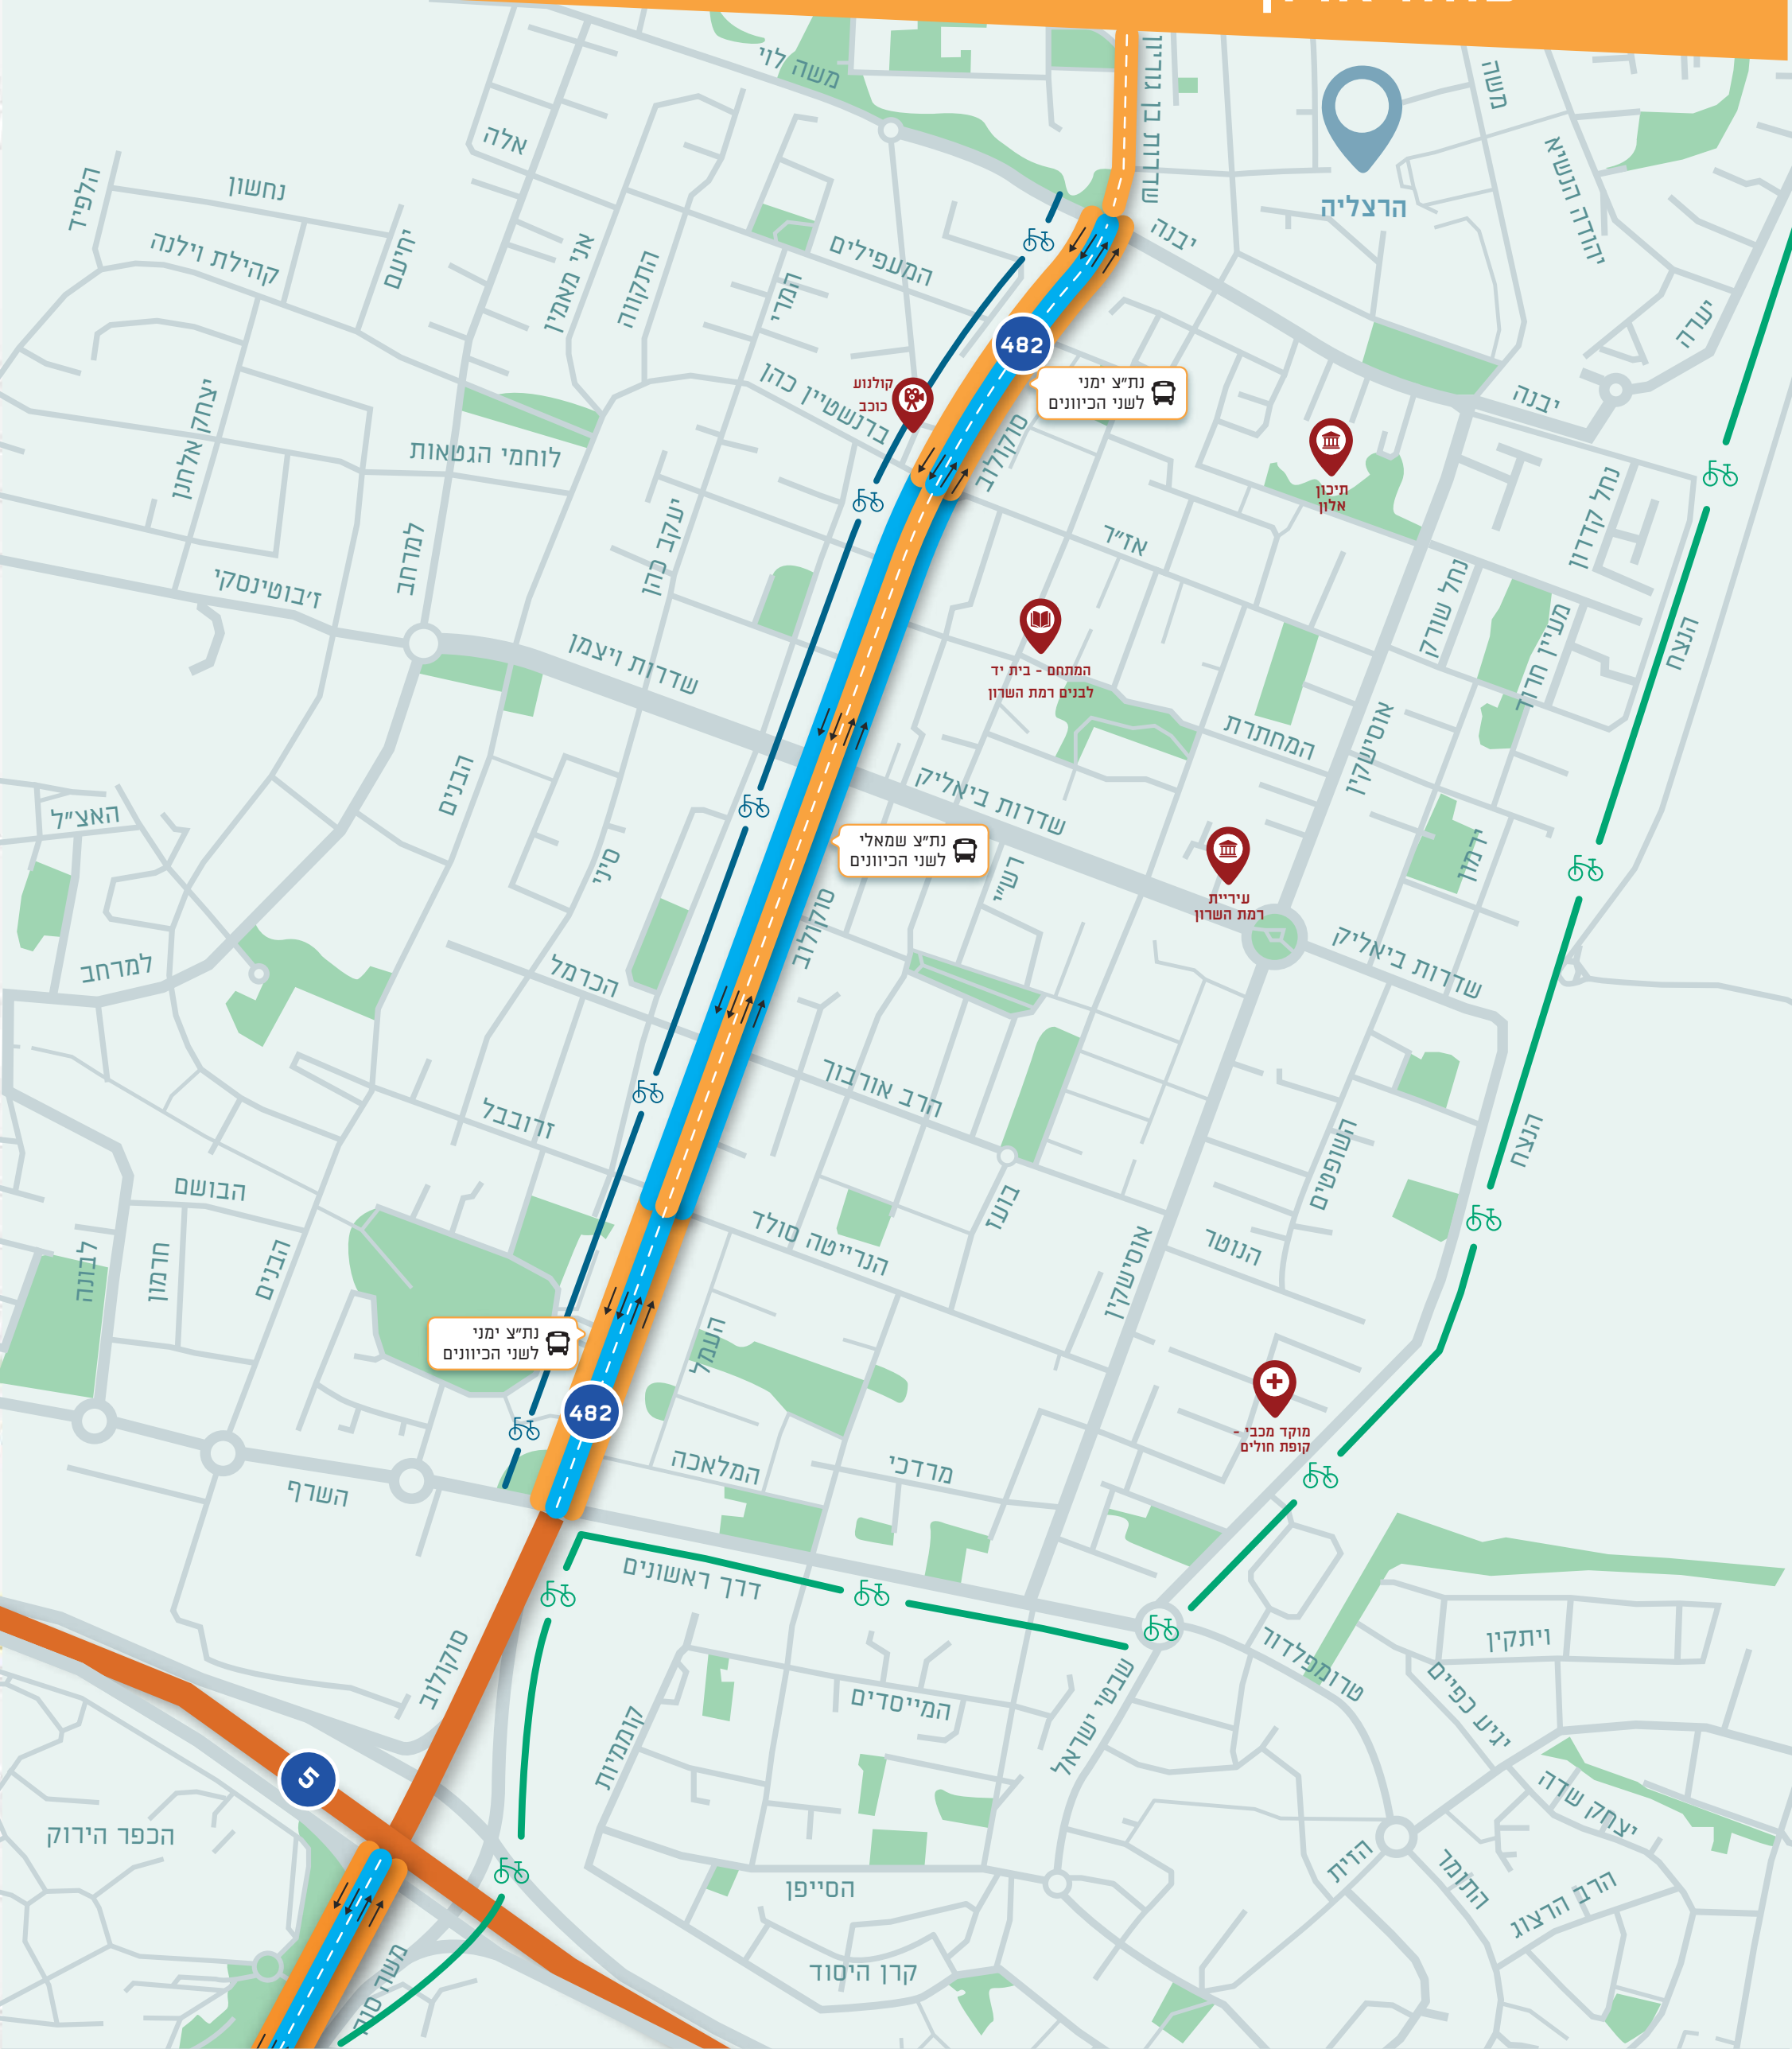 משה לוי
שדרות בן גוריון
משה
אלה
יהודה הנשיא
הרצליה
הלפיד
נחשון
יבנה
קהילת וילנה
יחיעם
אני מאמין
התקווה
המעפילים
המרי
יערה
482
נת״צ ימני
לשני הכיוונים
קולנוע
כוכב
ברנשטיין כהן
יבנה
יצחק אלחנן
לוחמי הגטאות
סוקולוב
תיכון
אלון
נחל קדרון
אז״ר
למרחב
יעקב כהן
ז'בוטינסקי
נחל שורק
מעיין חרוד
הנצח
שדרות ויצמן
המתחם - בית יד
לבנים רמת השרון
המחתרת
אוסישקין
הבנים
שדרות ביאליק
האצ״ל
נת״צ שמאלי
לשני הכיוונים
סיני
רש״י
ירמוך
עיריית
רמת השרון
סוקולוב
שדרות ביאליק
למרחב
הכרמל
הרב אורבוך
זרובבל
הנצח
השופטים
הבושם
בועז
הנרייטה סולד
הנוטר
לבונה
חרמון
הבנים
אוסישקין
נת״צ ימני
לשני הכיוונים
העמל
482
מוקד מכבי -
קופת חולים
המלאכה
מרדכי
השרף
דרך ראשונים
סוקולוב
טרומפלדור
ויתקין
שבטי ישראל
יגיע כפיים
המייסדים
קוממיות
5
יצחק שדה
הכפר הירוק
הזית
התומר
הרב הרצוג
הסייפן
קרן היסוד